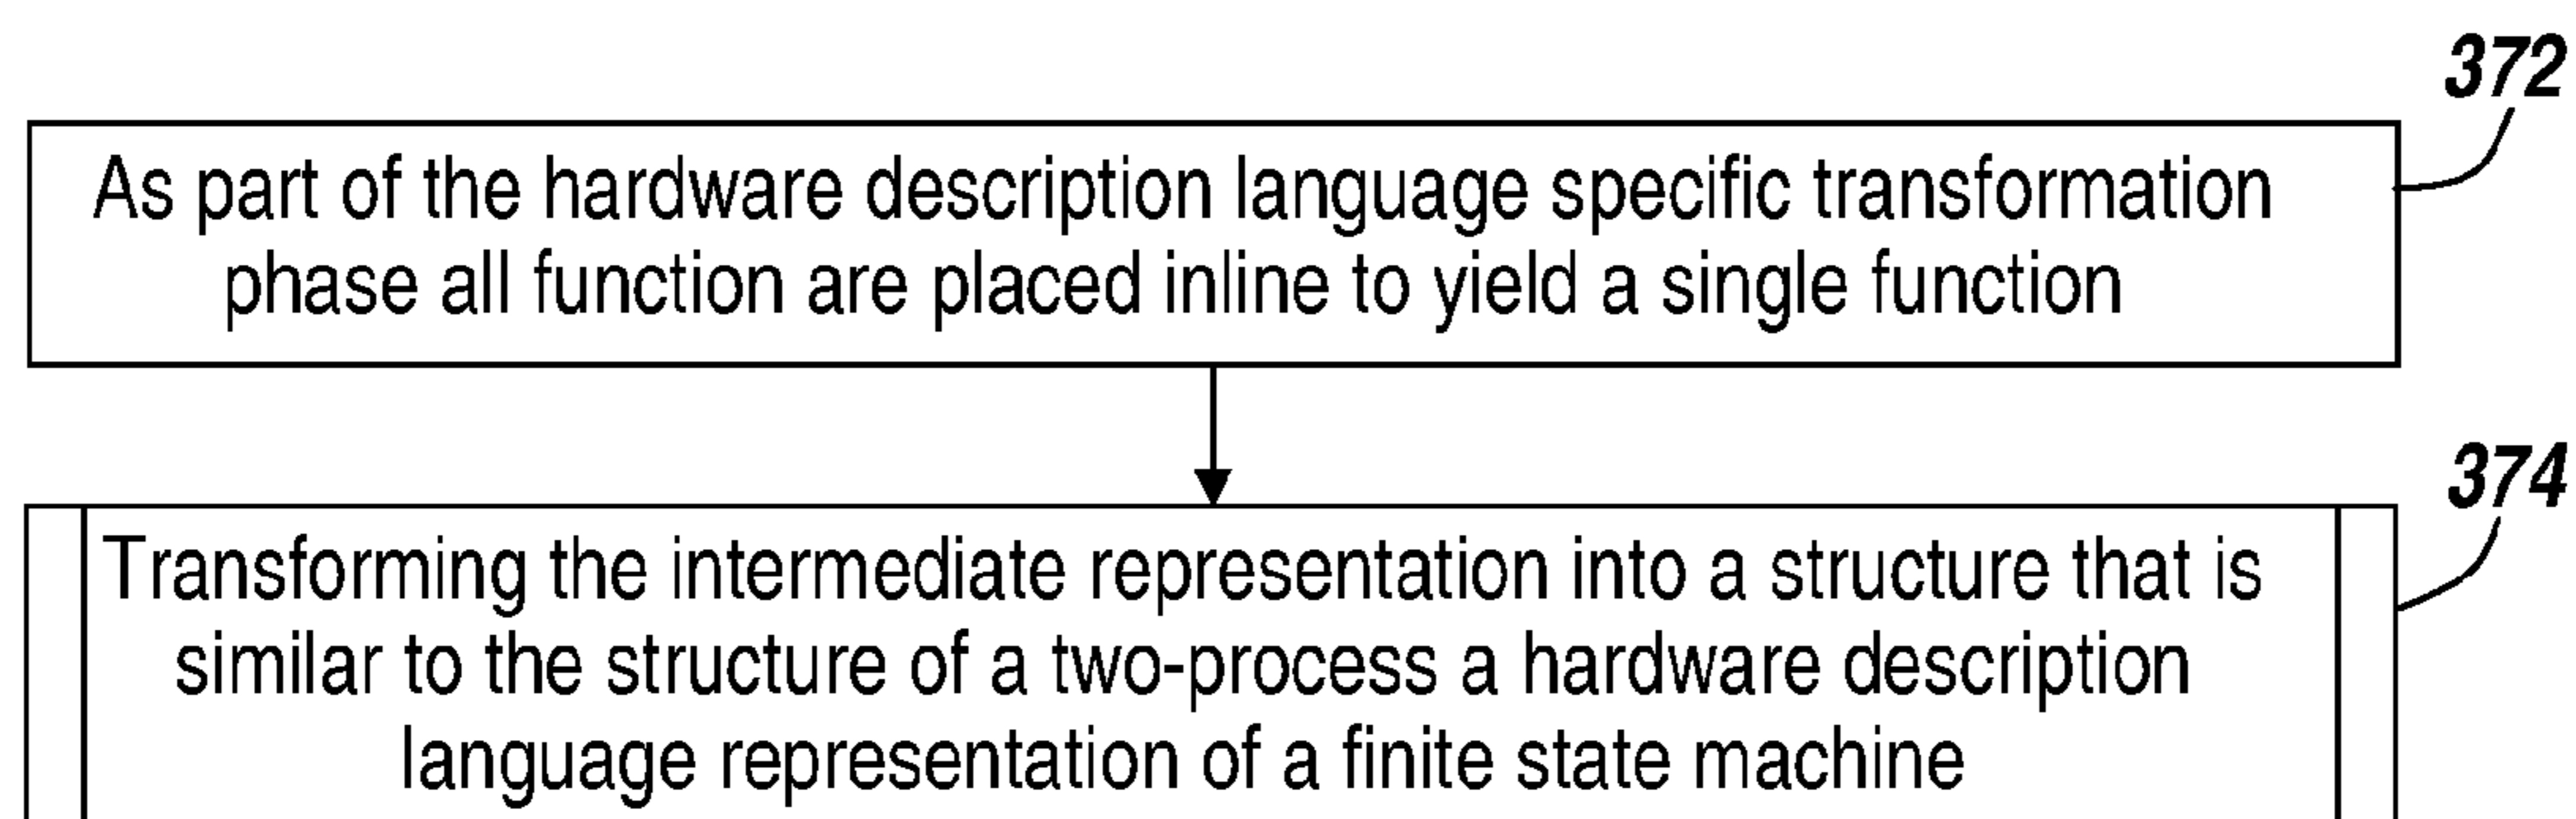 372
As part of the hardware description language specific transformation
phase all function are placed inline to yield a single function
374
Transforming the intermediate representation into a structure that is
similar to the structure of a two-process a hardware description
language representation of a finite state machine